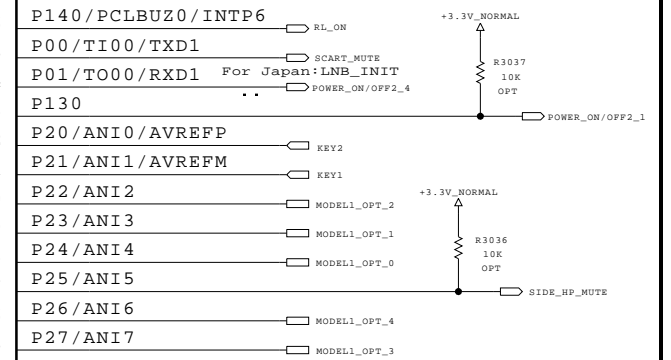 P140/PCLBUZ0/INTP6
RL_ON
+3.3V_NORMAL
P00/TI00/TXD1
SCART_MUTE
R3037
10K
OPT
P01/TO00/RXD1
For Japan:LNB_INIT
POWER_ON/OFF2_4
P130
POWER_ON/OFF2_1
P20/ANI0/AVREFP
KEY2
P21/ANI1/AVREFM
KEY1
P22/ANI2
MODEL1_OPT_2
+3.3V_NORMAL
P23/ANI3
MODEL1_OPT_1
R3036
10K
OPT
P24/ANI4
MODEL1_OPT_0
P25/ANI5
SIDE_HP_MUTE
P26/ANI6
MODEL1_OPT_4
P27/ANI7
MODEL1_OPT_3